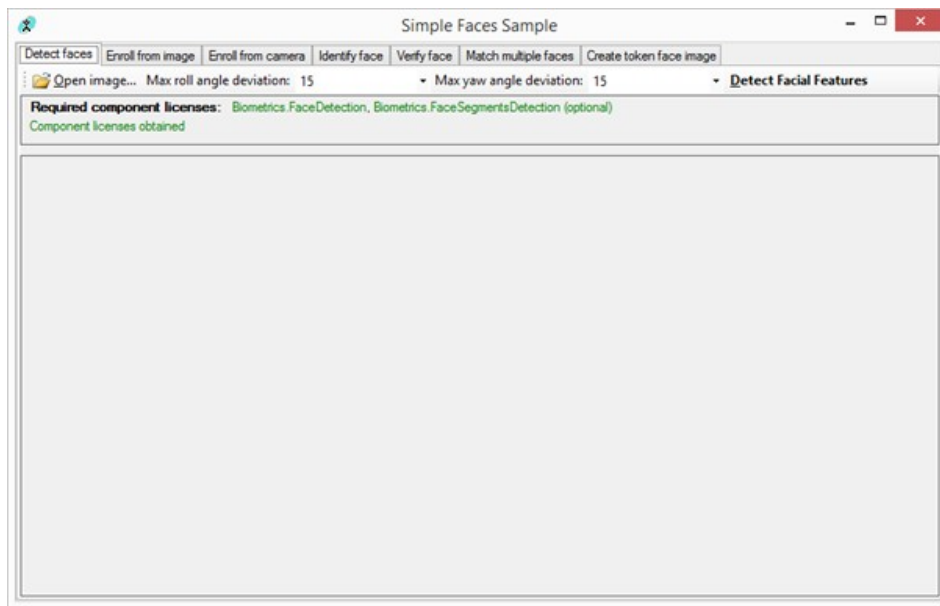 Simple Faces Sample
Detect faces Enroll from image Enroll from camera Identify face Verify face Match multiple faces Create token face image
Open image... Max roll angle deviation: 15 Max yaw angle deviation: 15 Detect Facial Features
Required component licenses: Biometrics.FaceDetection, Biometrics.FaceSegmentsDetection (optional)
Component licenses obtained